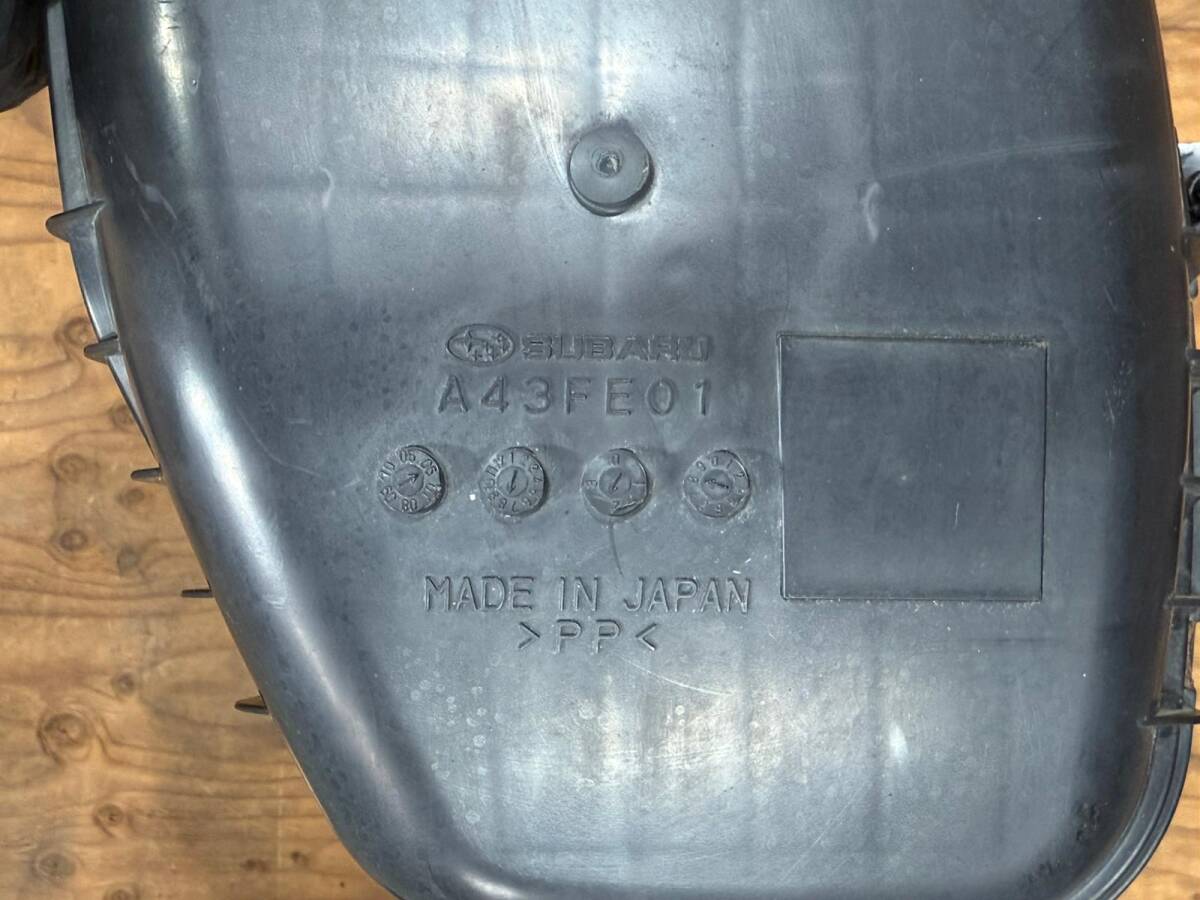 SUBARU
A43FE01
MADE IN JAPAN
>PP<